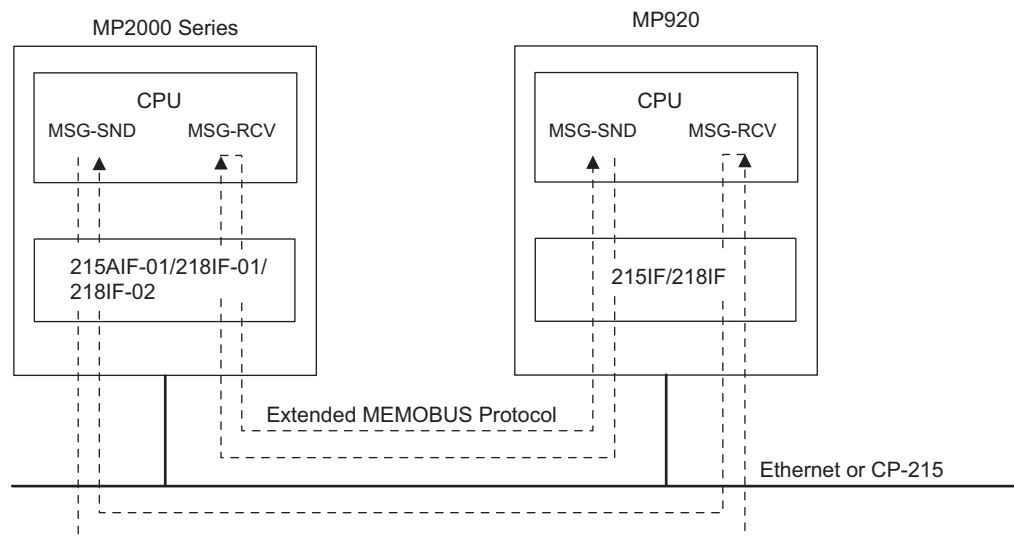 MP2000 Series
MP920
CPU
MSG-SND MSG-RCV
CPU
MSG-SND MSG-RCV
215AIF-01/218IF-01/
218IF-02
215IF/218IF
Extended MEMOBUS Protocol
Ethernet or CP-215